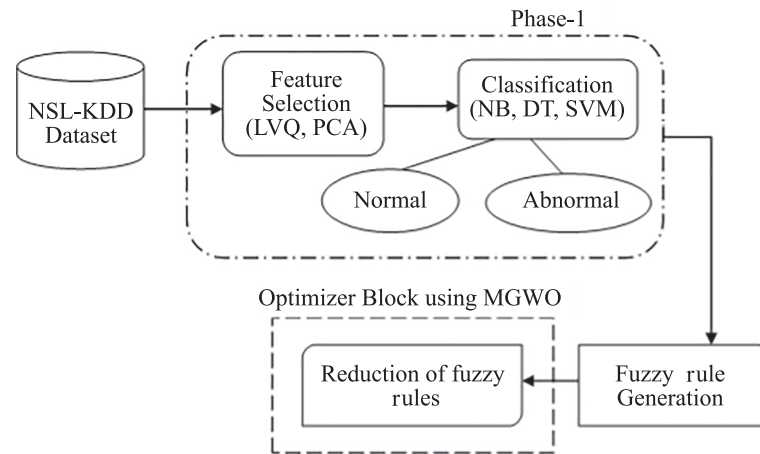 Phase-1
NSL-KDD
Dataset
Feature
Selection
(LVQ, PCA)
Classification
(NB, DT, SVM)
Normal
Abnormal
Optimizer Block using MGWO
Reduction of fuzzy
rules
Fuzzy rule
Generation